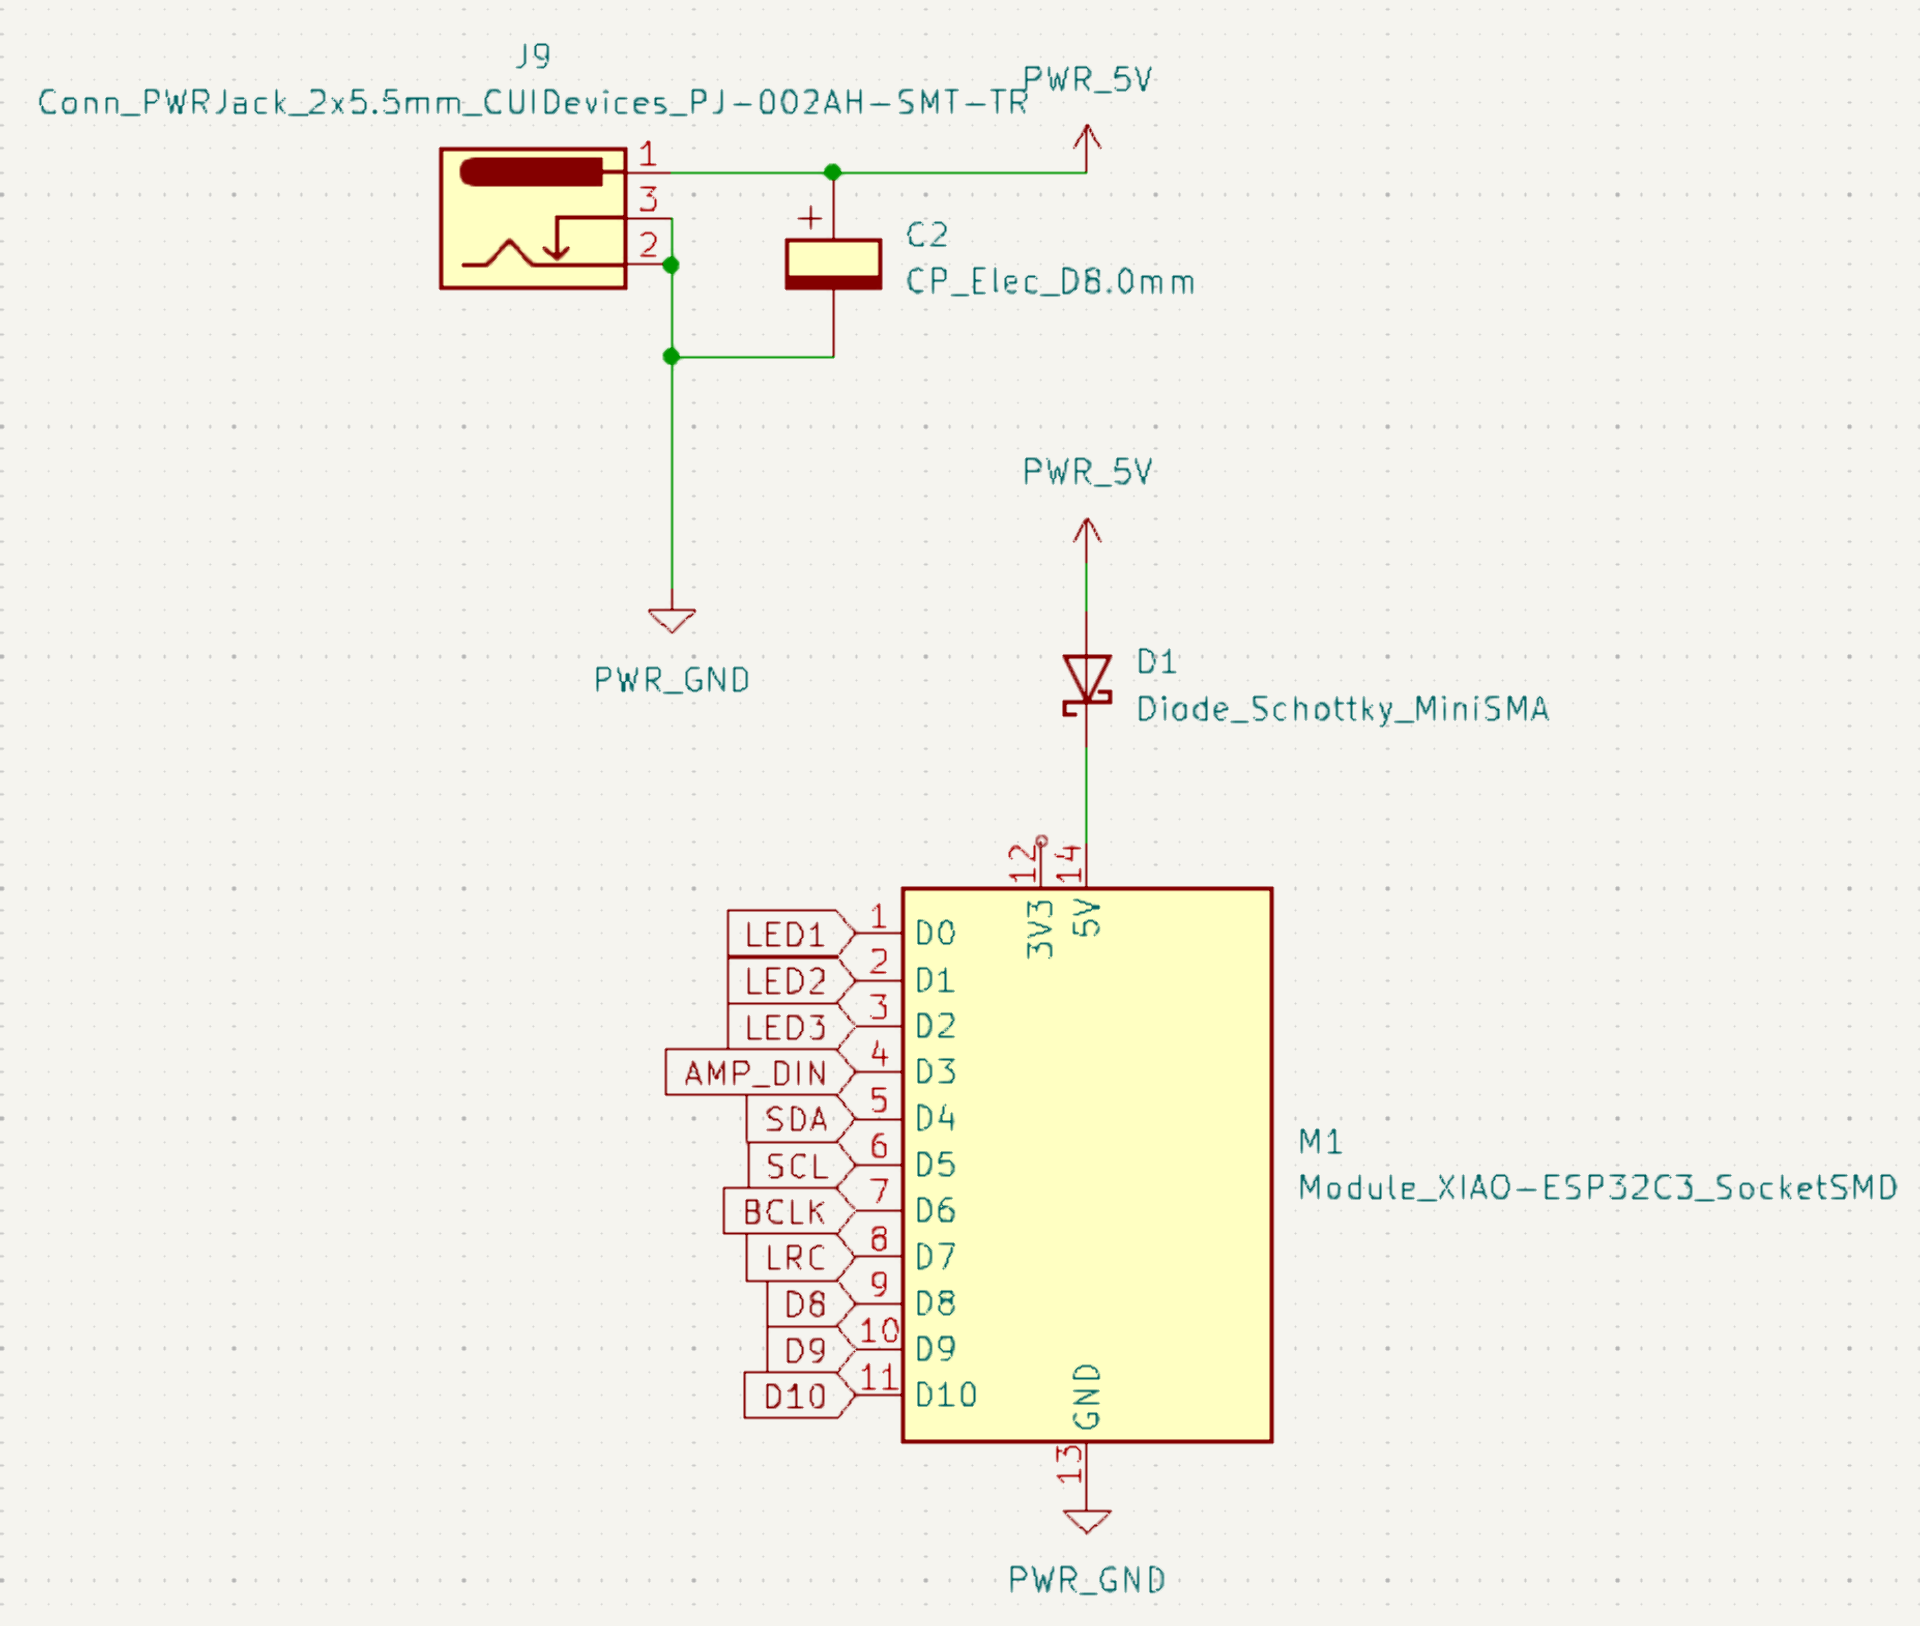 J9
Conn_PWRJack_2x5.5mm_CUIDevices_PJ-002AH-SMT-TR
PWR_5V
1
3
2
+
C2
CP_Elec_D8.0mm
PWR_GND
PWR_5V
D1
Diode_Schottky_MiniSMA
12
14
3V3
5V
LED1 1 D0
LED2 2 D1
LED3 3 D2
AMP_DIN 4 D3
SDA 5 D4
SCL 6 D5
BCLK 7 D6
LRC 8 D7
D8 9 D8
D9 10 D9
D10 11 D10
M1
Module_XIAO-ESP32C3_SocketSMD
GND
13
PWR_GND